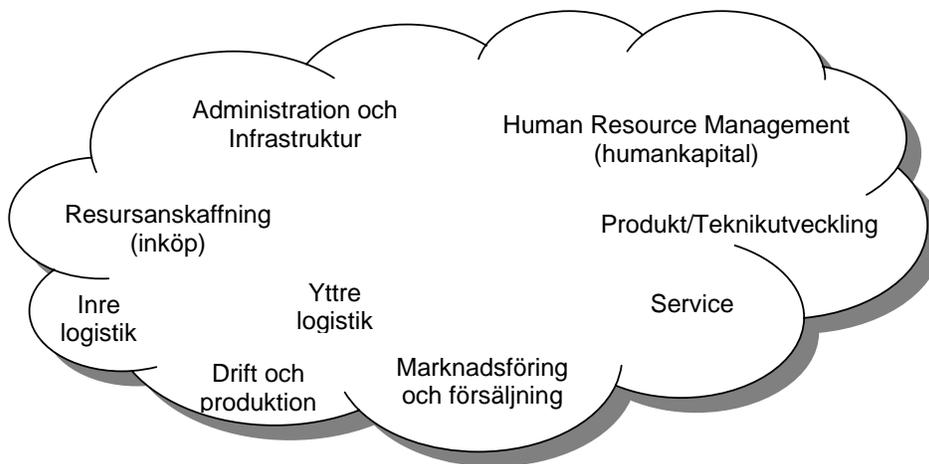 Administration och
Infrastruktur
Human Resource Management
(humankapital)
Resursanskaffning
(inköp)
Produkt/Teknikutveckling
Inre
logistik
Yttre
logistik
Service
Drift och
produktion
Marknadsföring
och försäljning